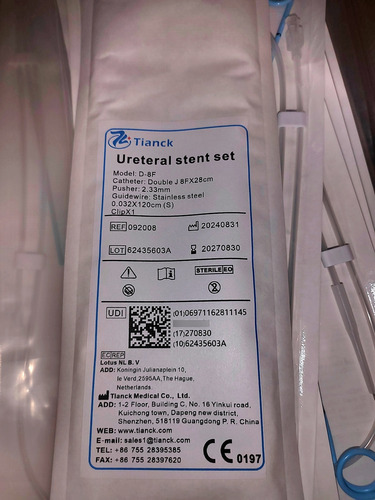 Tianck
Ureteral stent set
Model: D-8F
Catheter: Double J 8FX28cm
Pusher: 2.33mm
Guidewire: Stainless steel
0.032X120cm (S)
ClipX1
REF 092008 20240831
LOT 62435603A 20270830
STERILE EO
UDI (01)06971162811145
(17)270830
(10)62435603A
EC REP
Lotus NL B. V
ADD: Koningin Julianaplein 10,
le Verd,2595AA,The Hague,
Netherlands.
Tianck Medical Co., Ltd.
ADD: 1-2 Floor, Building C, No. 16 Yinkui road,
Kuichong town, Dapeng new district,
Shenzhen, 518119 Guangdong P. R. China
WEB: www.tianck.com
E-mail: sales1@tianck.com
TEL: +86 755 28395385
FAX: +86 755 28397620
CE 0197